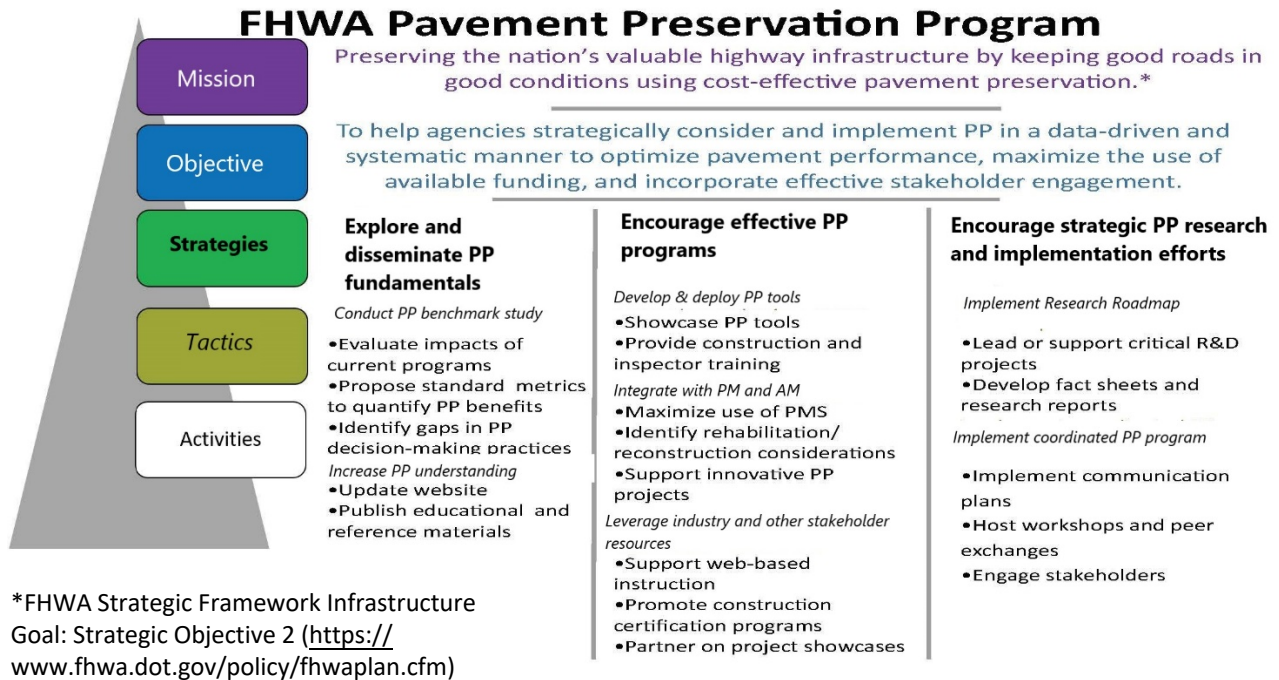 FHWA Pavement Preservation Program
Mission
Preserving the nation's valuable highway infrastructure by keeping good roads in
good conditions using cost-effective pavement preservation.*
Objective
To help agencies strategically consider and implement PP in a data-driven and
systematic manner to optimize pavement performance, maximize the use of
available funding, and incorporate effective stakeholder engagement.
Strategies
Tactics
Activities
Explore and
disseminate PP
fundamentals
Conduct PP benchmark study
•Evaluate impacts of
current programs
•Propose standard metrics
to quantify PP benefits
•Identify gaps in PP
decision-making practices
Increase PP understanding
•Update website
•Publish educational and
reference materials
Encourage effective PP
programs
Develop & deploy PP tools
•Showcase PP tools
•Provide construction and
inspector training
Integrate with PM and AM
•Maximize use of PMS
•Identify rehabilitation/
reconstruction considerations
•Support innovative PP
projects
Leverage industry and other stakeholder
resources
•Support web-based
instruction
•Promote construction
certification programs
•Partner on project showcases
Encourage strategic PP research
and implementation efforts
Implement Research Roadmap
•Lead or support critical R&D
projects
•Develop fact sheets and
research reports
Implement coordinated PP program
•Implement communication
plans
•Host workshops and peer
exchanges
•Engage stakeholders
*FHWA Strategic Framework Infrastructure
Goal: Strategic Objective 2 (https://
www.fhwa.dot.gov/policy/fhwaplan.cfm)